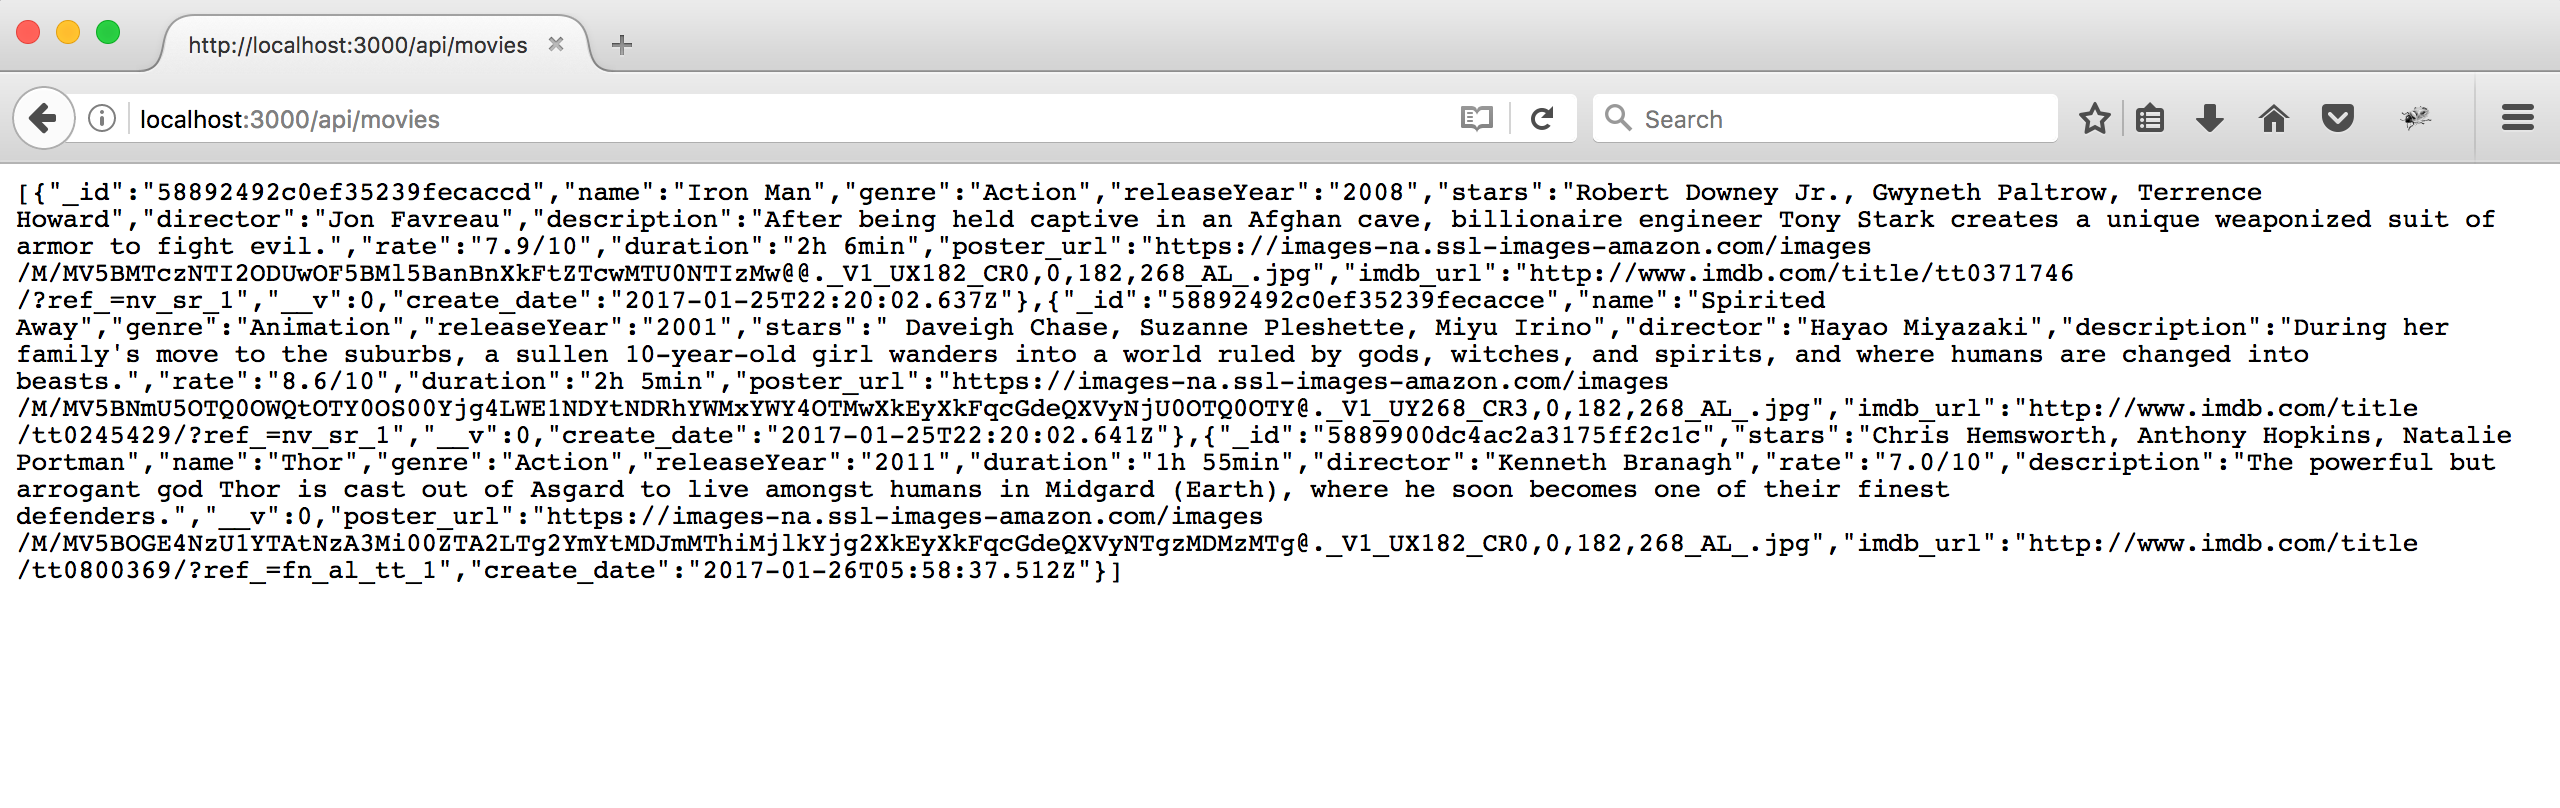 http://localhost:3000/api/movies
localhost:3000/api/movies
Search
[{"_id":"58892492c0ef35239fecaccd","name":"Iron Man","genre":"Action","releaseYear":"2008","stars":"Robert Downey Jr., Gwyneth Paltrow, Terrence
Howard","director":"Jon Favreau","description":"After being held captive in an Afghan cave, billionaire engineer Tony Stark creates a unique weaponized suit of
armor to fight evil.","rate":"7.9/10","duration":"2h 6min","poster_url":"https://images-na.ssl-images-amazon.com/images
/M/MV5BMTczNTI2ODUwOF5BMl5BanBnXkFtZTcwMTU0NTIzMw@@._V1_UX182_CR0,0,182,268_AL_.jpg","imdb_url":"http://www.imdb.com/title/tt0371746
/?ref_=nv_sr_1","__v":0,"create_date":"2017-01-25T22:20:02.637Z"},{"_id":"58892492c0ef35239fecacce","name":"Spirited
Away","genre":"Animation","releaseYear":"2001","stars":" Daveigh Chase, Suzanne Pleshette, Miyu Irino","director":"Hayao Miyazaki","description":"During her
family's move to the suburbs, a sullen 10-year-old girl wanders into a world ruled by gods, witches, and spirits, and where humans are changed into
beasts.","rate":"8.6/10","duration":"2h 5min","poster_url":"https://images-na.ssl-images-amazon.com/images
/M/MV5BNmU5OTQ0OWQtOTY0OS00Yjg4LWE1NDYtNDRhYWMxYWY4OTMwXkEyXkFqcGdeQXVyNjU0OTQ0OTY@._V1_UY268_CR3,0,182,268_AL_.jpg","imdb_url":"http://www.imdb.com/title
/tt0245429/?ref_=nv_sr_1","__v":0,"create_date":"2017-01-25T22:20:02.641Z"},{"_id":"5889900dc4ac2a3175ff2c1c","stars":"Chris Hemsworth, Anthony Hopkins, Natalie
Portman","name":"Thor","genre":"Action","releaseYear":"2011","duration":"1h 55min","director":"Kenneth Branagh","rate":"7.0/10","description":"The powerful but
arrogant god Thor is cast out of Asgard to live amongst humans in Midgard (Earth), where he soon becomes one of their finest
defenders.","__v":0,"poster_url":"https://images-na.ssl-images-amazon.com/images
/M/MV5BOGE4NzU1YTAtNzA3Mi00ZTA2LTg2YmYtMDJmMThiMjlkYjg2XkEyXkFqcGdeQXVyNTgzMDMzMTg@._V1_UX182_CR0,0,182,268_AL_.jpg","imdb_url":"http://www.imdb.com/title
/tt0800369/?ref_=fn_al_tt_1","create_date":"2017-01-26T05:58:37.512Z"}]